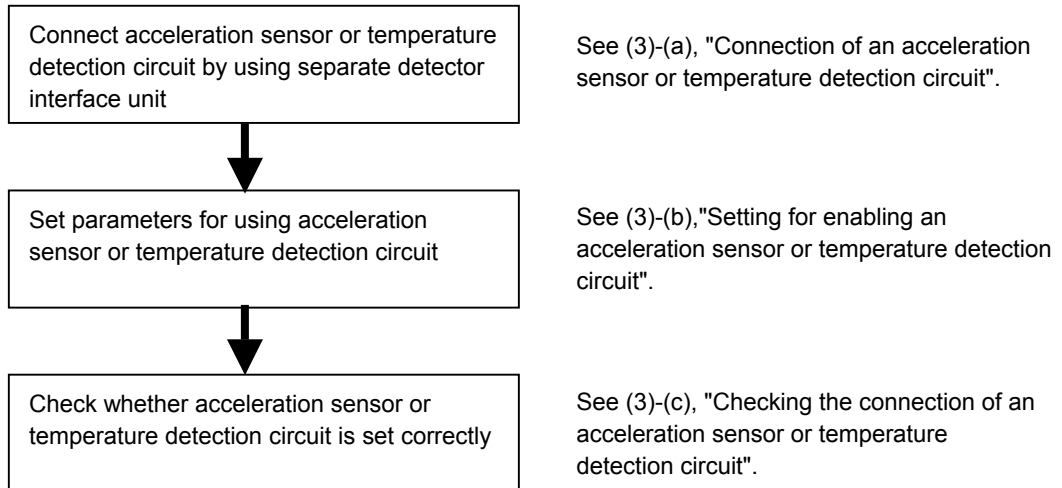 Connect acceleration sensor or temperature
detection circuit by using separate detector
interface unit
See (3)-(a), "Connection of an acceleration
sensor or temperature detection circuit".
Set parameters for using acceleration
sensor or temperature detection circuit
See (3)-(b),"Setting for enabling an
acceleration sensor or temperature detection
circuit".
Check whether acceleration sensor or
temperature detection circuit is set correctly
See (3)-(c), "Checking the connection of an
acceleration sensor or temperature
detection circuit".